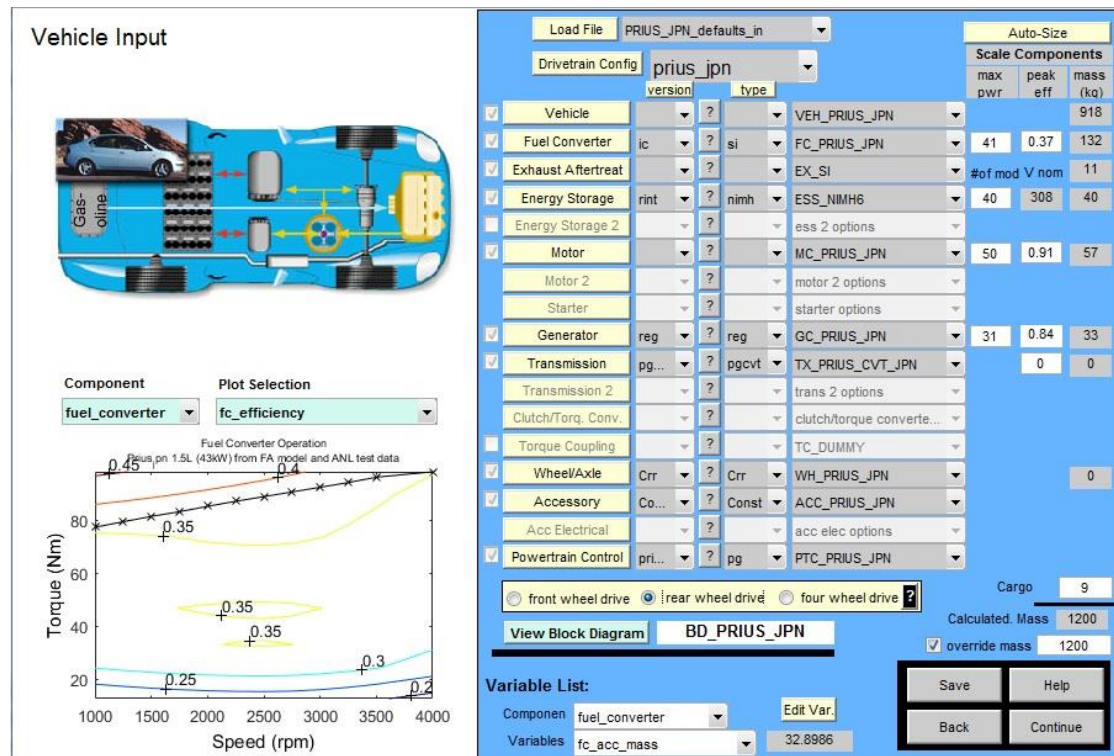 Vehicle Input
Gas-
oline
Component Plot Selection
fuel_converter fc_efficiency
Fuel Converter Operation
Prius_jpn 1.5L (43kW) from FA model and ANL test data
0.45
0.4
0.35
0.35
0.35
0.3
0.25
0.2
80
60
40
20
Torque (Nm)
1000 1500 2000 2500 3000 3500 4000
Speed (rpm)
Load File PRIUS_JPN_defaults_in Auto-Size
Drivetrain Config prius_jpn Scale Components
version type max pwr peak eff mass (kg)
Vehicle ? VEH_PRIUS_JPN 918
Fuel Converter ic ? si FC_PRIUS_JPN 41 0.37 132
Exhaust Aftertreat ? EX_SI #of mod V nom 11
Energy Storage rint ? nimh ESS_NIMH6 40 308 40
Energy Storage 2 ? ess 2 options
Motor ? MC_PRIUS_JPN 50 0.91 57
Motor 2 ? motor 2 options
Starter ? starter options
Generator reg ? reg GC_PRIUS_JPN 31 0.84 33
Transmission pg... ? pgcvt TX_PRIUS_CVT_JPN 0 0
Transmission 2 ? trans 2 options
Clutch/Torq. Conv. ? clutch/torque converte...
Torque Coupling ? TC_DUMMY
Wheel/Axle Crr ? Crr WH_PRIUS_JPN 0
Accessory Co... ? Const ACC_PRIUS_JPN
Acc Electrical ? acc elec options
Powertrain Control pri... ? pg PTC_PRIUS_JPN
front wheel drive rear wheel drive four wheel drive ? Cargo 9
Calculated. Mass 1200
View Block Diagram BD_PRIUS_JPN override mass 1200
Variable List:
Componen fuel_converter Edit Var.
Variables fc_acc_mass 32.8986
Save Help
Back Continue